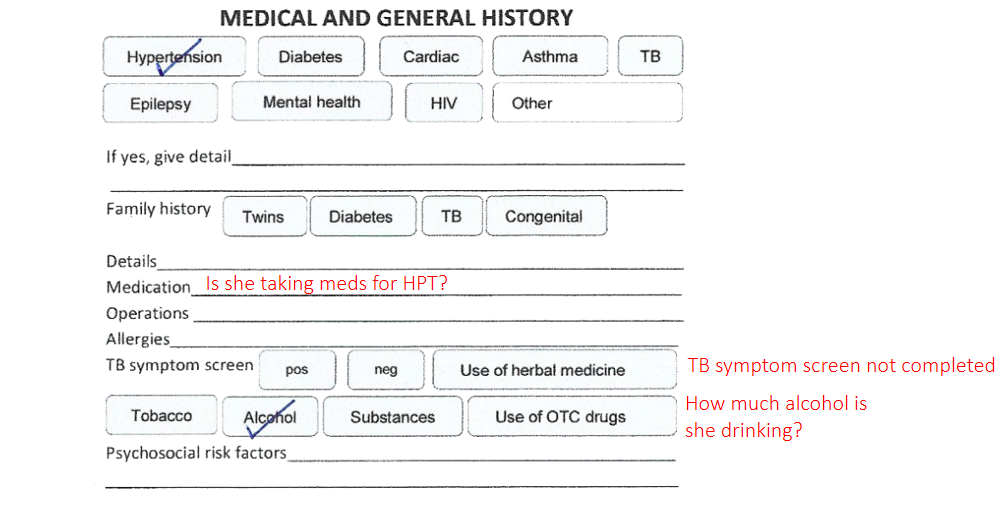 MEDICAL AND GENERAL HISTORY
Hypertension Diabetes Cardiac Asthma TB
Epilepsy Mental health HIV Other
If yes, give detail
Family history Twins Diabetes TB Congenital
Details
Medication Is she taking meds for HPT?
Operations
Allergies
TB symptom screen pos neg Use of herbal medicine TB symptom screen not completed
Tobacco Alcohol Substances Use of OTC drugs How much alcohol is
she drinking?
Psychosocial risk factors